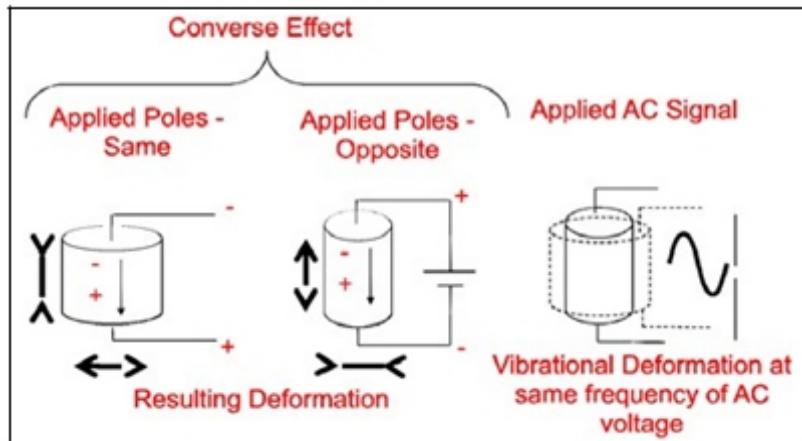 Converse Effect
Applied Poles -
Same
Applied Poles -
Opposite
Applied AC Signal
-
-
+
+
+
-
+
-
Resulting Deformation
Vibrational Deformation at
same frequency of AC
voltage